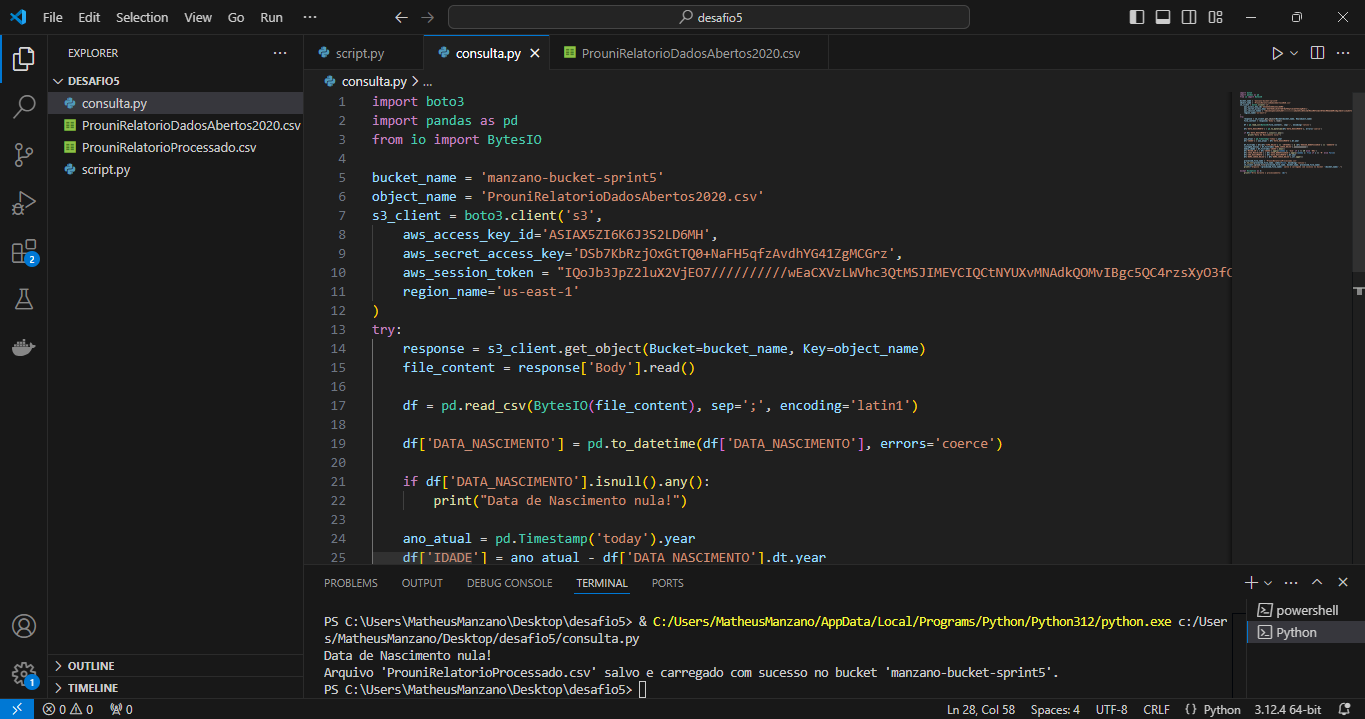 File Edit Selection View Go Run ··· desafio5
EXPLORER ···
DESAFIO5
consulta.py
ProuniRelatorioDadosAbertos2020.csv
ProuniRelatorioProcessado.csv
script.py
OUTLINE
TIMELINE
2
1
script.py consulta.py ProuniRelatorioDadosAbertos2020.csv
consulta.py > ...
1 import boto3
2 import pandas as pd
3 from io import BytesIO
4
5 bucket_name = 'manzano-bucket-sprint5'
6 object_name = 'ProuniRelatorioDadosAbertos2020.csv'
7 s3_client = boto3.client('s3',
8 aws_access_key_id='ASIAX5ZI6K6J3S2LD6MH',
9 aws_secret_access_key='DSb7KbRzjOxGtTQ0+NaFH5qfzAvdhYG41ZgMCGrz',
10 aws_session_token = "IQoJb3JpZ2luX2VjEO7//////////wEaCXVzLWVhc3QtMSJIMEYCIQCtNYUXvMNAdkQOMvIBgc5QC4rzsXyO3fC
11 region_name='us-east-1'
12 )
13 try:
14 response = s3_client.get_object(Bucket=bucket_name, Key=object_name)
15 file_content = response['Body'].read()
16
17 df = pd.read_csv(BytesIO(file_content), sep=';', encoding='latin1')
18
19 df['DATA_NASCIMENTO'] = pd.to_datetime(df['DATA_NASCIMENTO'], errors='coerce')
20
21 if df['DATA_NASCIMENTO'].isnull().any():
22 print("Data de Nascimento nula!")
23
24 ano_atual = pd.Timestamp('today').year
25 df['IDADE'] = ano_atual - df['DATA_NASCIMENTO'].dt.year
PROBLEMS OUTPUT DEBUG CONSOLE TERMINAL PORTS
PS C:\Users\MatheusManzano\Desktop\desafio5> & C:/Users/MatheusManzano/AppData/Local/Programs/Python/Python312/python.exe c:/User
s/MatheusManzano/Desktop/desafio5/consulta.py
Data de Nascimento nula!
Arquivo 'ProuniRelatorioProcessado.csv' salvo e carregado com sucesso no bucket 'manzano-bucket-sprint5'.
PS C:\Users\MatheusManzano\Desktop\desafio5>
powershell
Python
0 0 0 Ln 28, Col 58 Spaces: 4 UTF-8 CRLF {} Python 3.12.4 64-bit